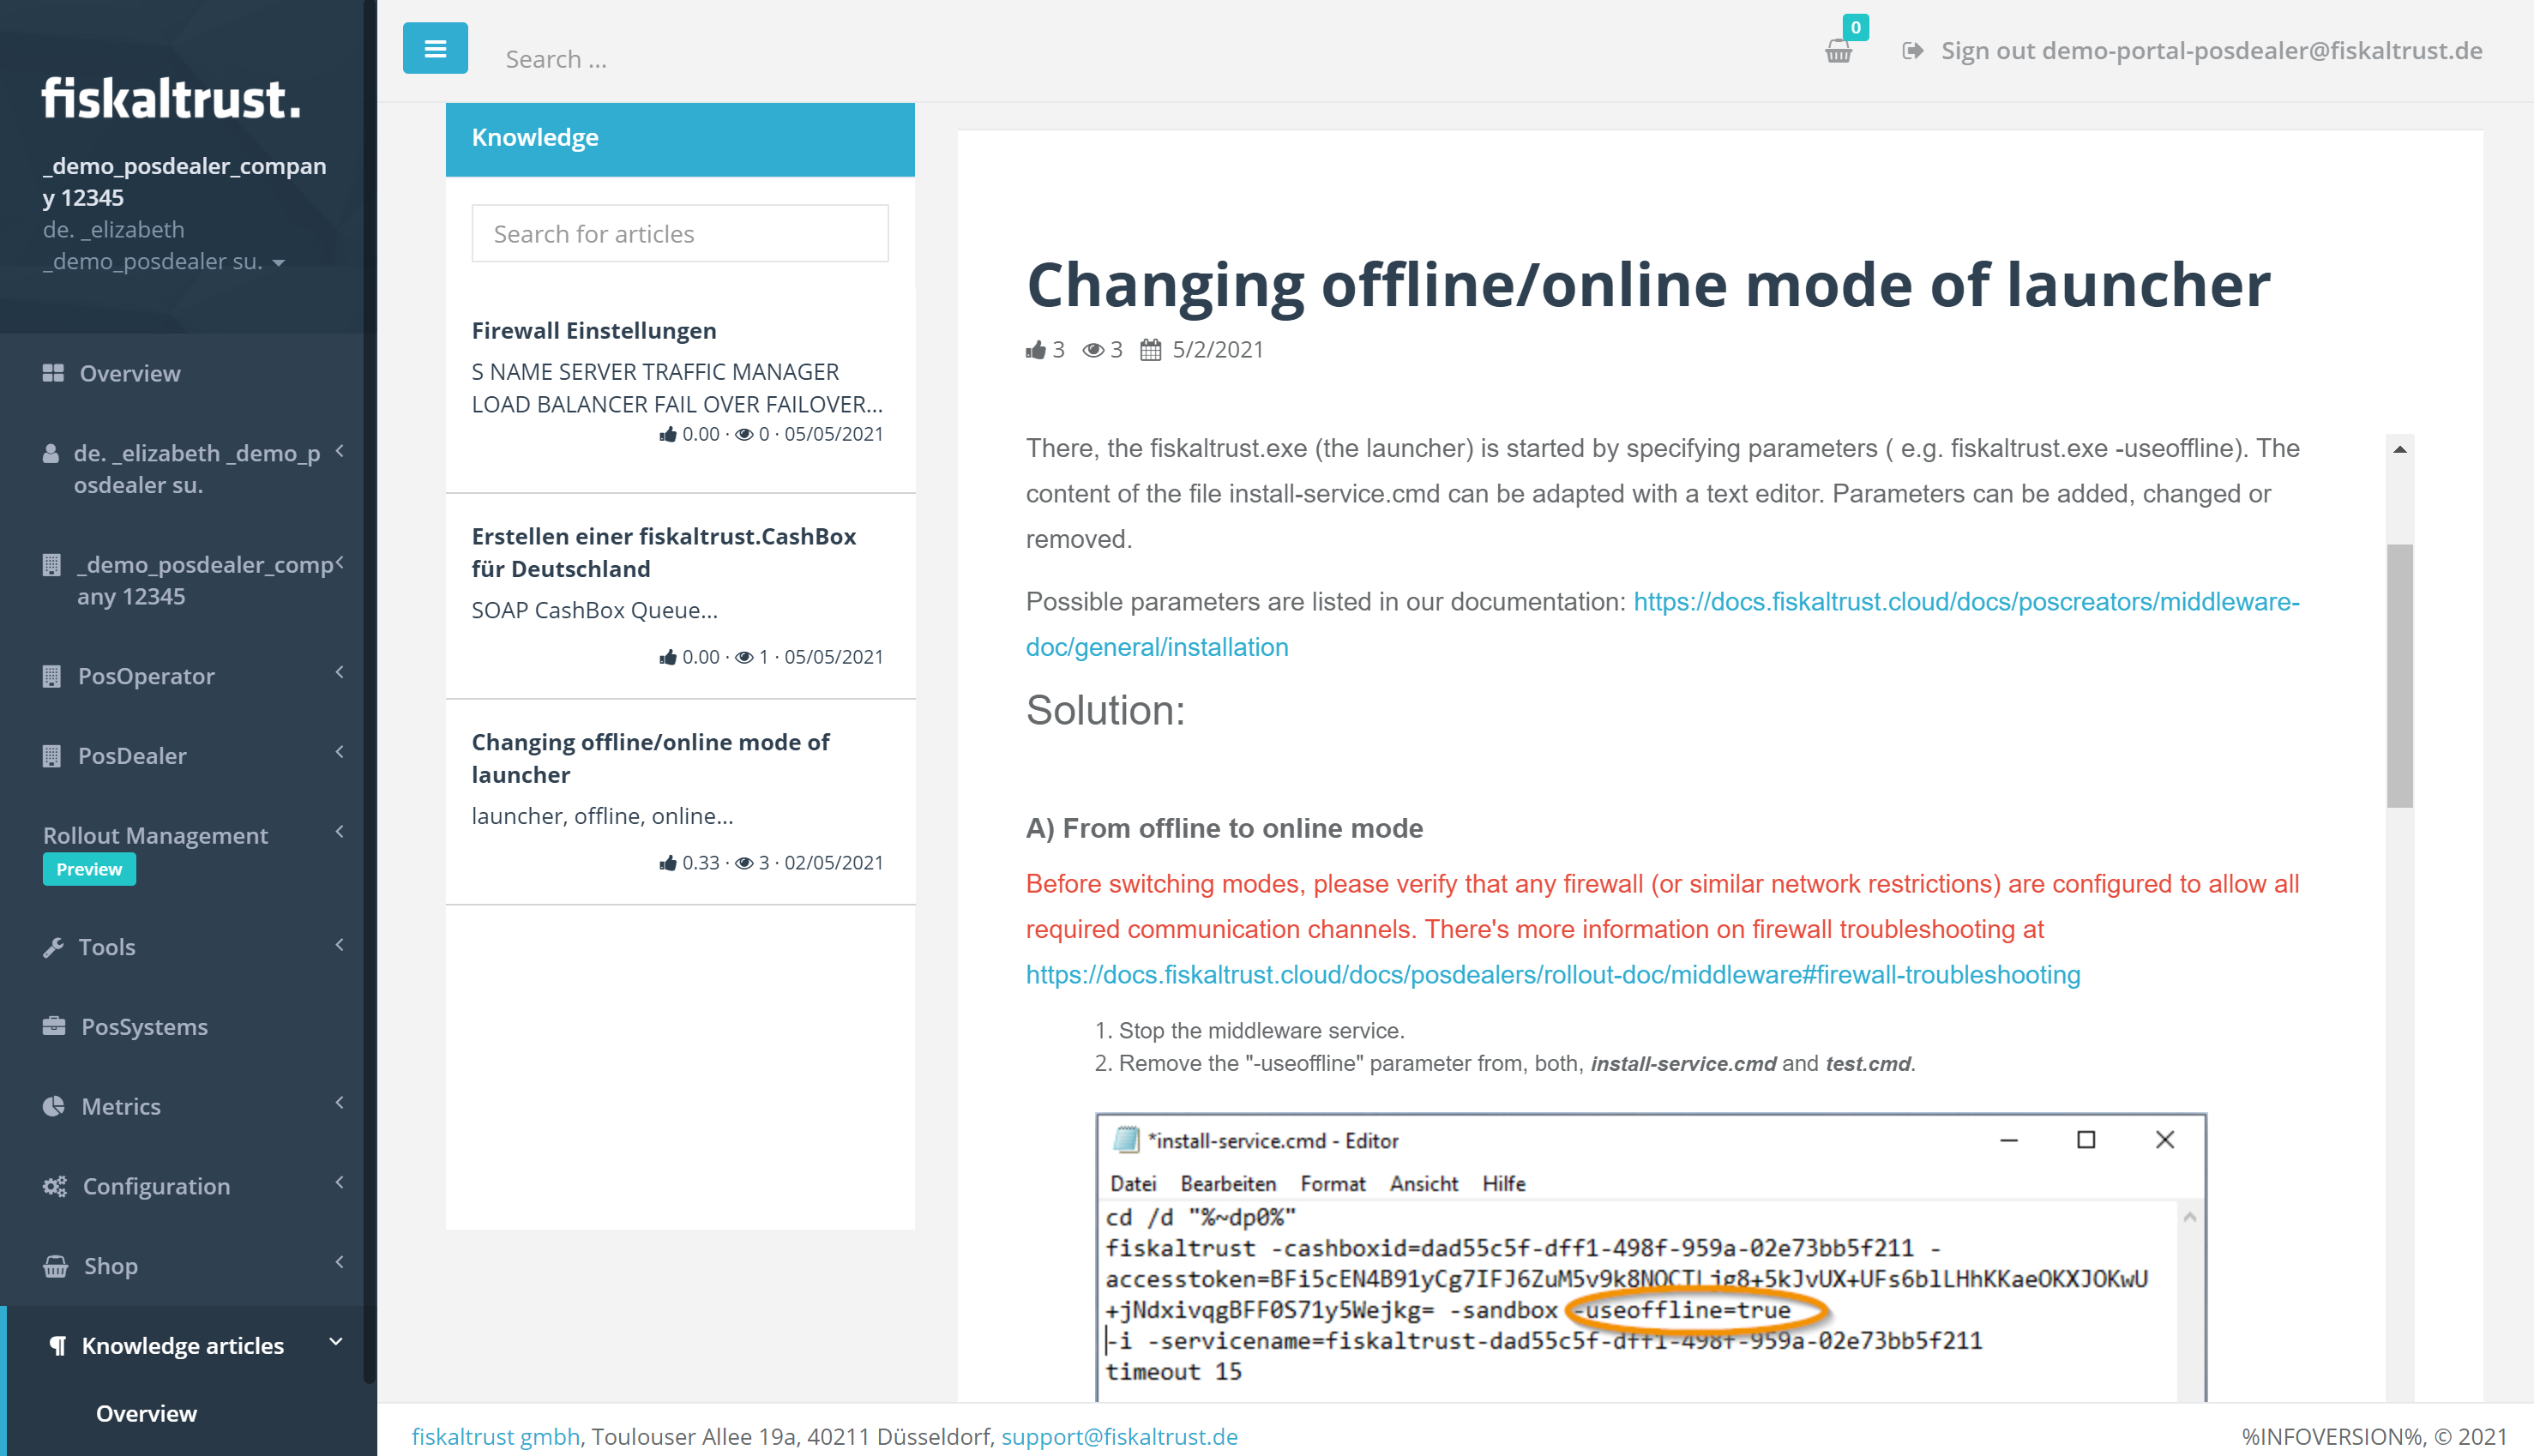 fiskaltrust.
_demo_posdealer_compan
y 12345
de. _elizabeth
_demo_posdealer su.
Overview
de. _elizabeth _demo_p
osdealer su.
_demo_posdealer_comp
any 12345
PosOperator
PosDealer
Rollout Management
Preview
Tools
PosSystems
Metrics
Configuration
Shop
Knowledge articles
Overview
Search ...
0
Sign out demo-portal-posdealer@fiskaltrust.de
Knowledge
Search for articles
Firewall Einstellungen
S NAME SERVER TRAFFIC MANAGER
LOAD BALANCER FAIL OVER FAILOVER...
0.00 · 0 · 05/05/2021
Erstellen einer fiskaltrust.CashBox
für Deutschland
SOAP CashBox Queue...
0.00 · 1 · 05/05/2021
Changing offline/online mode of
launcher
launcher, offline, online...
0.33 · 3 · 02/05/2021
Changing offline/online mode of launcher
3 3 5/2/2021
There, the fiskaltrust.exe (the launcher) is started by specifying parameters ( e.g. fiskaltrust.exe -useoffline). The
content of the file install-service.cmd can be adapted with a text editor. Parameters can be added, changed or
removed.
Possible parameters are listed in our documentation: https://docs.fiskaltrust.cloud/docs/poscreators/middleware-
doc/general/installation
Solution:
A) From offline to online mode
Before switching modes, please verify that any firewall (or similar network restrictions) are configured to allow all
required communication channels. There's more information on firewall troubleshooting at
https://docs.fiskaltrust.cloud/docs/posdealers/rollout-doc/middleware#firewall-troubleshooting
1. Stop the middleware service.
2. Remove the "-useoffline" parameter from, both, install-service.cmd and test.cmd.
*install-service.cmd - Editor
Datei Bearbeiten Format Ansicht Hilfe
cd /d "%~dp0%"
fiskaltrust -cashboxid=dad55c5f-dff1-498f-959a-02e73bb5f211 -
accesstoken=BFi5cEN4B91yCg7IFJ6ZuM5v9k8NOCTLjg8+5kJvUX+UFs6blLHhKKaeOKXJOKwU
+jNdxivqgBFF0S71y5Wejkg= -sandbox -useoffline=true
-i -servicename=fiskaltrust-dad55c5f-dff1-498f-959a-02e73bb5f211
timeout 15
fiskaltrust gmbh, Toulouser Allee 19a, 40211 Düsseldorf, support@fiskaltrust.de
%INFOVERSION%, © 2021